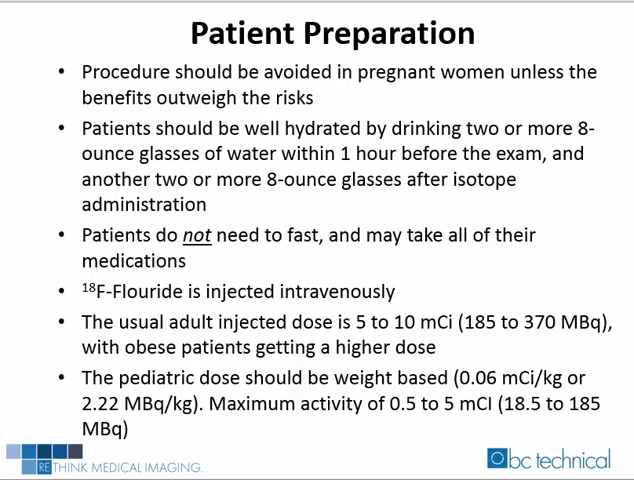 Patient Preparation
• Procedure should be avoided in pregnant women unless the
benefits outweigh the risks
• Patients should be well hydrated by drinking two or more 8-
ounce glasses of water within 1 hour before the exam, and
another two or more 8-ounce glasses after isotope
administration
• Patients do not need to fast, and may take all of their
medications
• ¹⁸F-Flouride is injected intravenously
• The usual adult injected dose is 5 to 10 mCi (185 to 370 MBq),
with obese patients getting a higher dose
• The pediatric dose should be weight based (0.06 mCi/kg or
2.22 MBq/kg). Maximum activity of 0.5 to 5 mCI (18.5 to 185
MBq)
RETHINK MEDICAL IMAGING.
bc technical